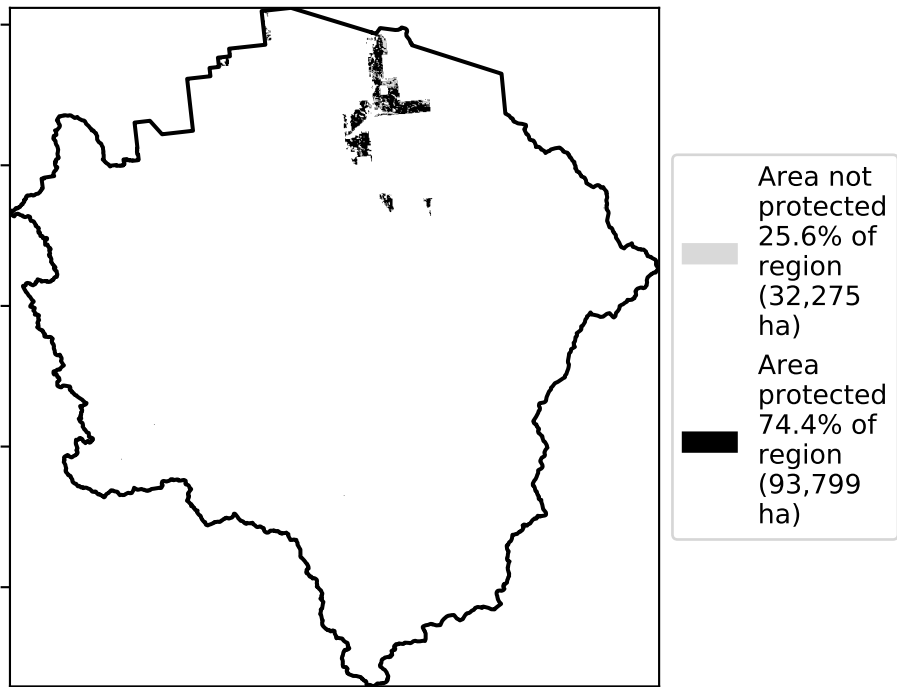 Area not
protected
25.6% of
region
(32,275
ha)
Area
protected
74.4% of
region
(93,799
ha)